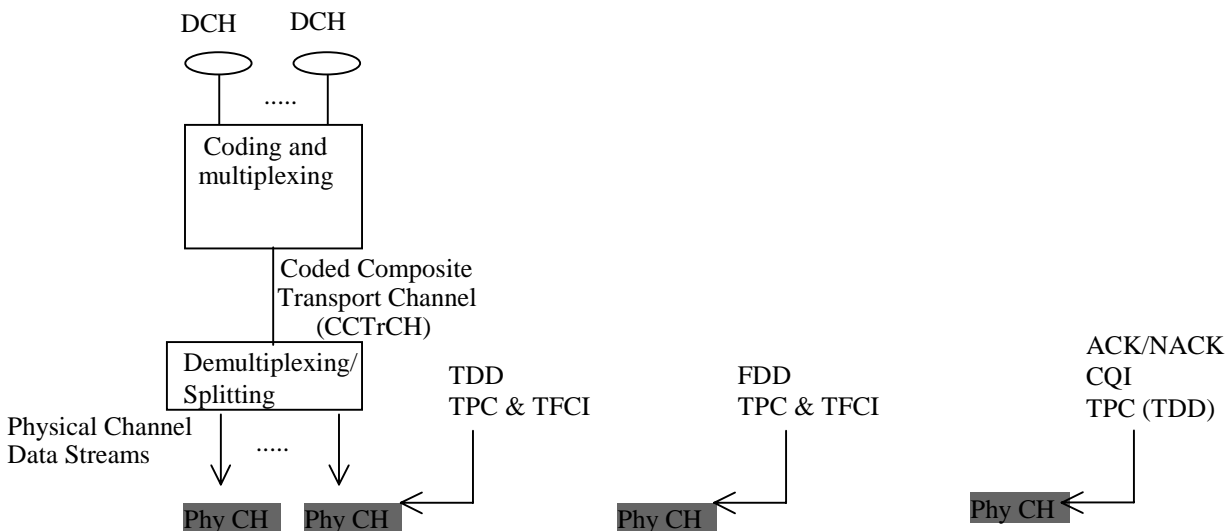 DCH DCH
.....
Coding and
multiplexing
Coded Composite
Transport Channel
(CCTrCH)
Demultiplexing/
Splitting
Physical Channel
Data Streams
.....
TDD
TPC & TFCI
FDD
TPC & TFCI
ACK/NACK
CQI
TPC (TDD)
Phy CH Phy CH Phy CH Phy CH